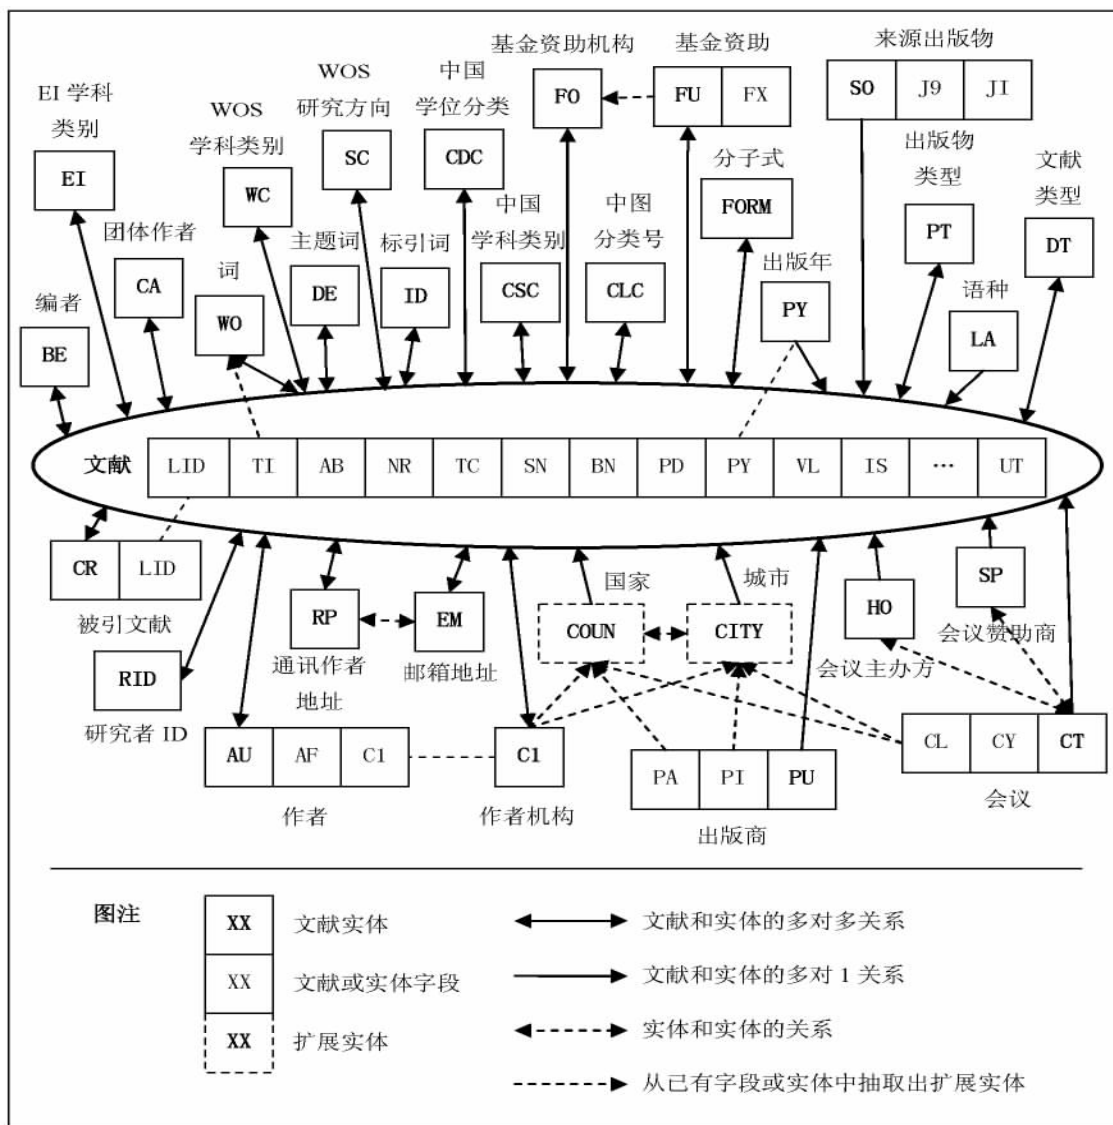 基金资助机构
基金资助
来源出版物
FO
FU
FX
SO
J9
JI
EI 学科
类别
EI
WOS
学科类别
WC
WOS
研究方向
SC
中国
学位分类
CDC
分子式
FORM
出版物
类型
PT
文献
类型
DT
团体作者
CA
词
WO
主题词
DE
标引词
ID
中国
学科类别
CSC
中图
分类号
CLC
出版年
PY
语种
LA
编者
BE
文献
LID
TI
AB
NR
TC
SN
BN
PD
PY
VL
IS
…
UT
CR
LID
被引文献
RID
研究者 ID
RP
通讯作者
地址
EM
邮箱地址
国家
COUN
城市
CITY
HO
会议主办方
SP
会议赞助商
AU
AF
C1
作者
C1
作者机构
PA
PI
PU
出版商
CL
CY
CT
会议
图注
XX
文献实体
文献和实体的多对多关系
XX
文献或实体字段
文献和实体的多对 1 关系
XX
扩展实体
实体和实体的关系
从已有字段或实体中抽取出扩展实体